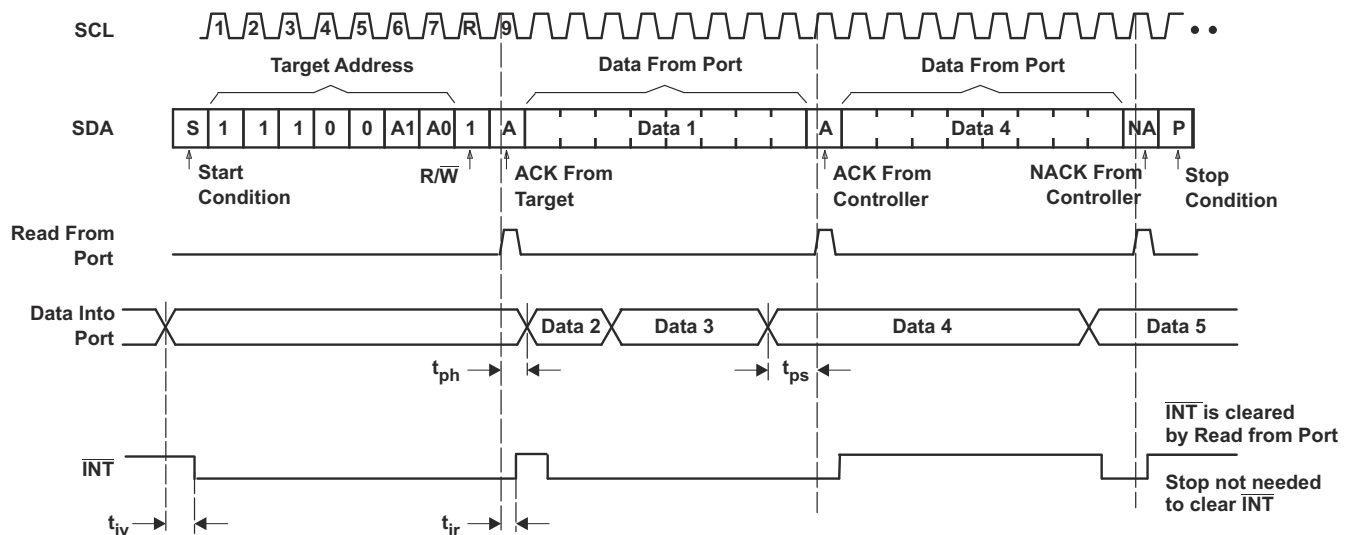 SCL 1 2 3 4 5 6 7 R 9
Target Address
Data From Port
Data From Port
SDA S 1 1 1 0 0 A1 A0 1 A Data 1 A Data 4 NA P
Start
Condition
R/W
ACK From
Target
ACK From
Controller
NACK From
Controller
Stop
Condition
Read From
Port
Data Into
Port
Data 2 Data 3 Data 4 Data 5
tph
tps
INT is cleared
by Read from Port
INT
Stop not needed
to clear INT
tiv
tir